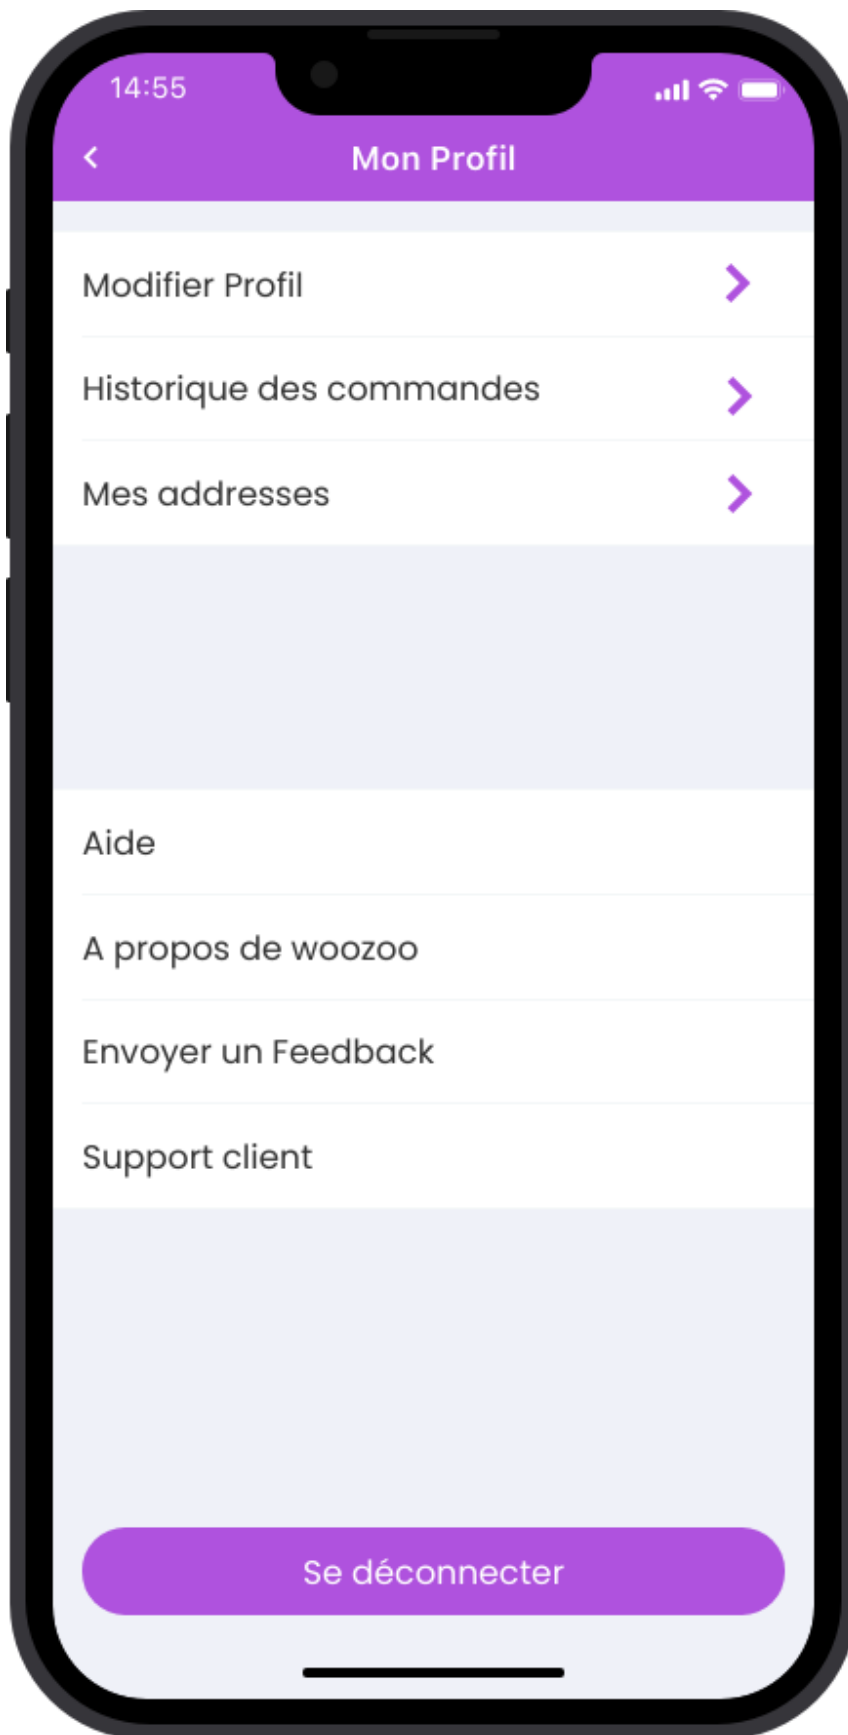 14:55
Mon Profil
Modifier Profil
Historique des commandes
Mes addresses
Aide
A propos de woozoo
Envoyer un Feedback
Support client
Se déconnecter